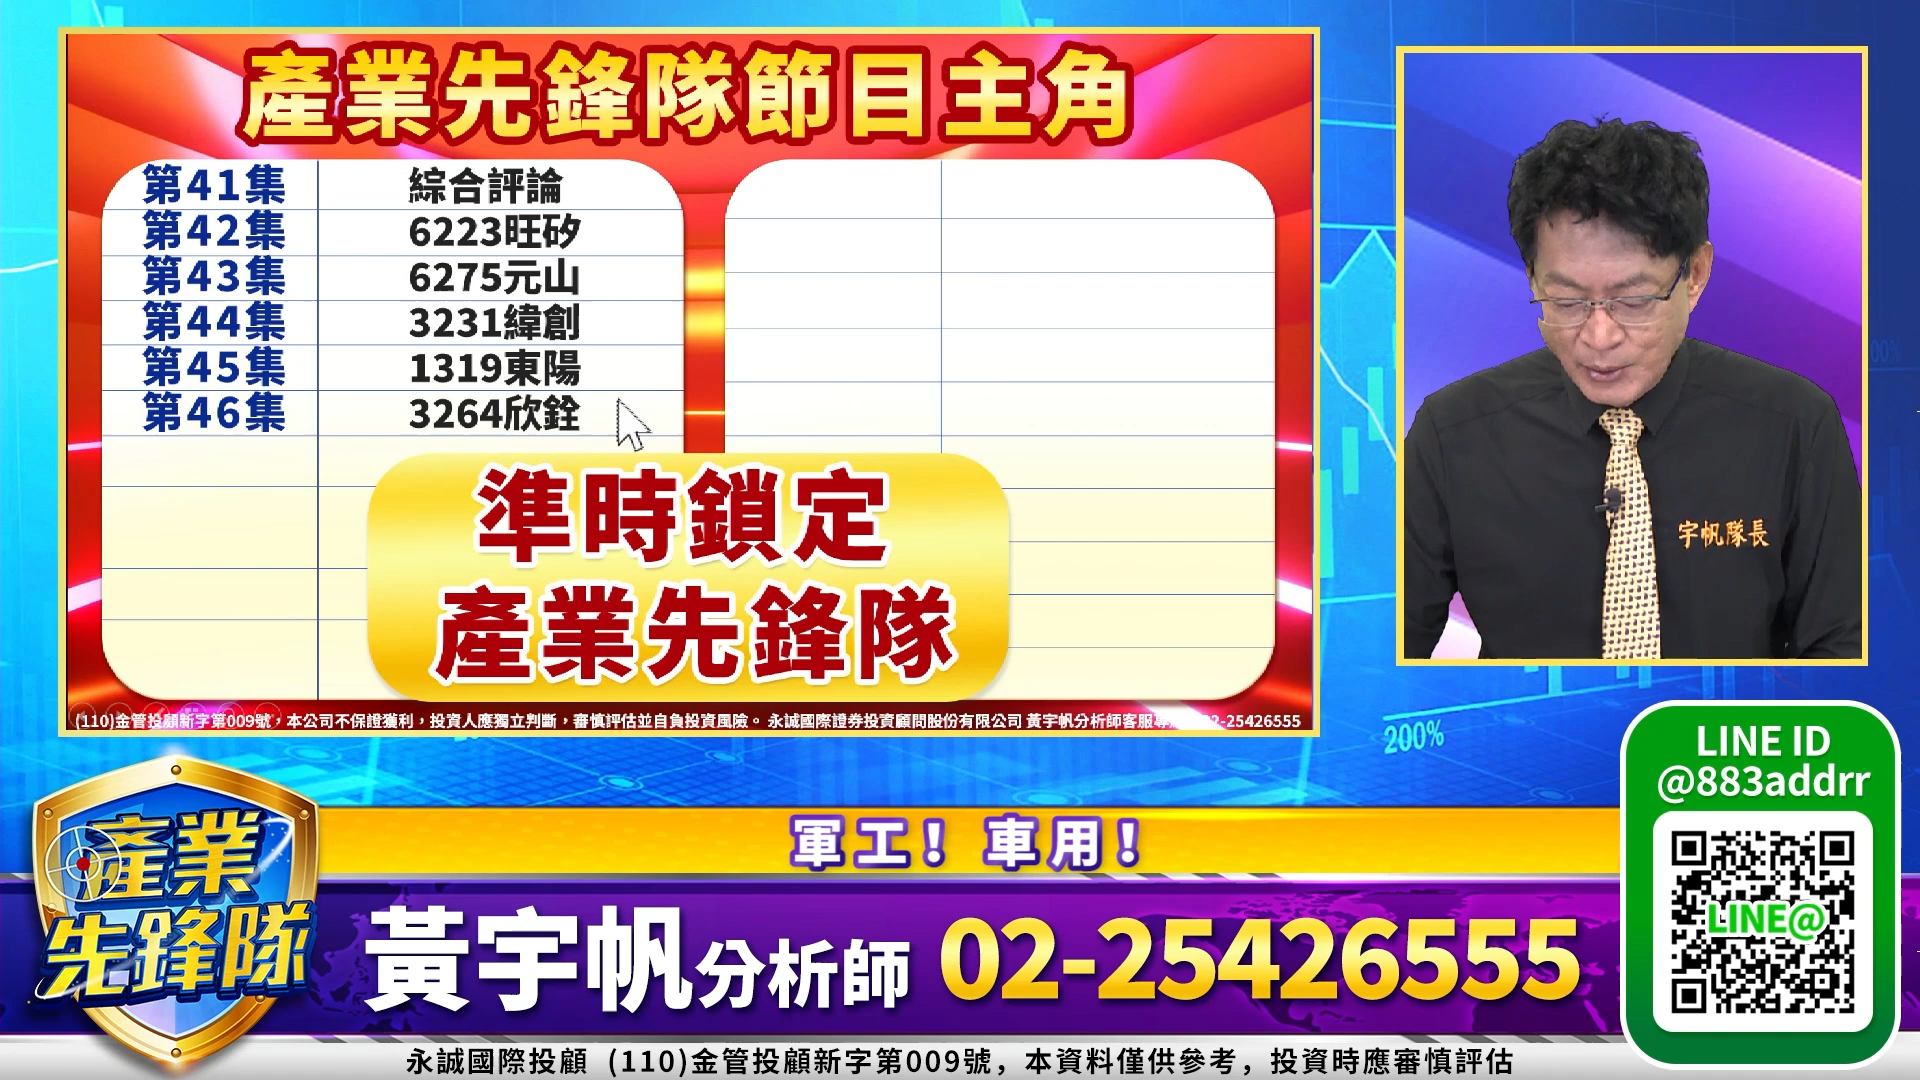 產業先鋒隊節目主角
第41集 綜合評論
第42集 6223旺矽
第43集 6275元山
第44集 3231緯創
第45集 1319東陽
第46集 3264欣銓
準時鎖定
產業先鋒隊
(110)金管投顧新字第009號，本公司不保證獲利，投資人應獨立判斷，審慎評估並自負投資風險。 永誠國際證券投資顧問股份有限公司 黃宇帆分析師客服專 02-25426555
宇帆隊長
200%
LINE ID
@883addrr
LINE@
產業
先鋒隊
軍工！ 車用！
黃宇帆分析師 02-25426555
永誠國際投顧 (110)金管投顧新字第009號，本資料僅供參考，投資時應審慎評估